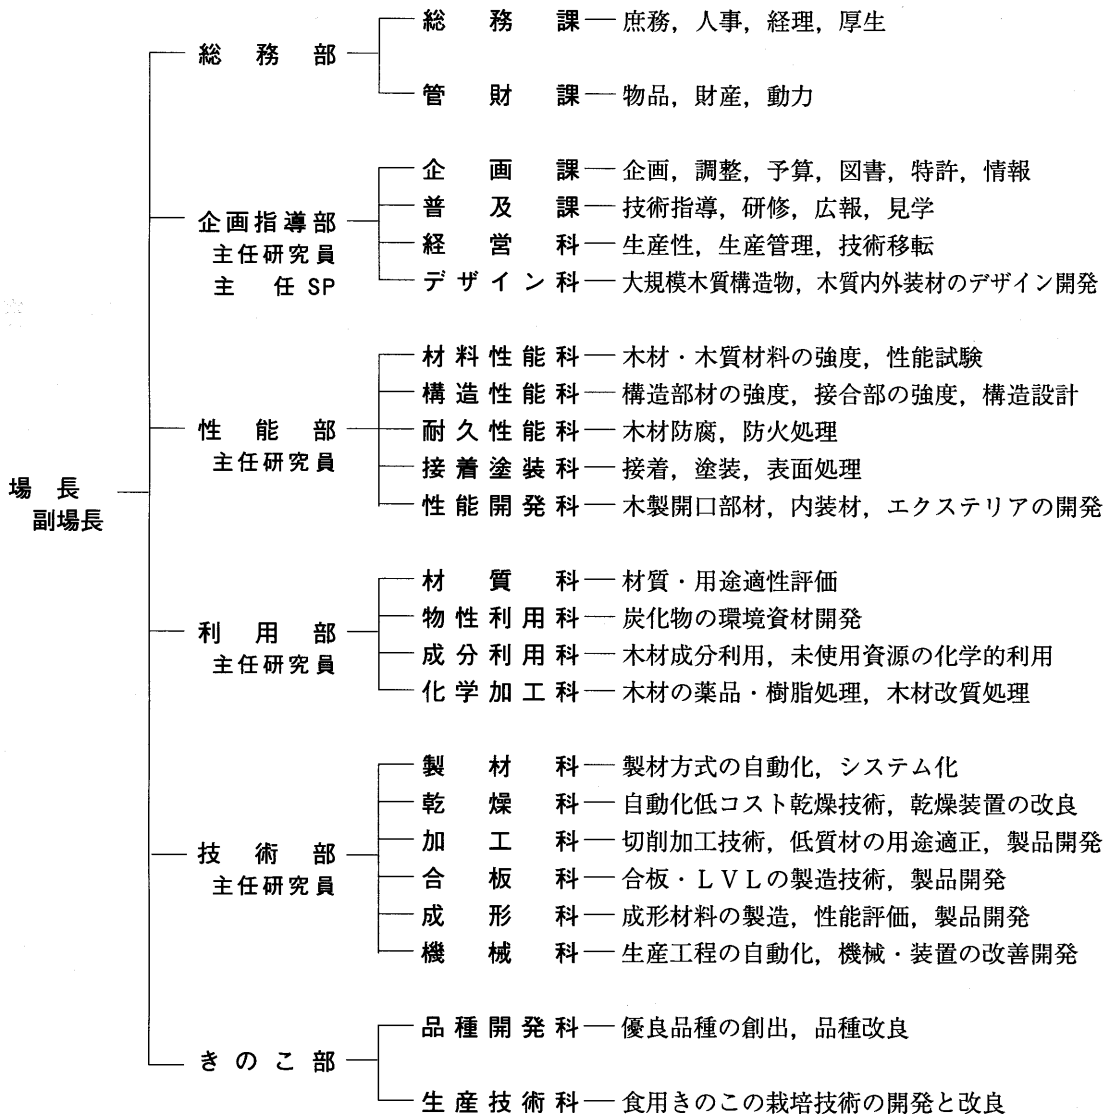 総務課 — 庶務，人事，経理，厚生
総務部
管財課 — 物品，財産，動力
企画課 — 企画，調整，予算，図書，特許，情報
普及課 — 技術指導，研修，広報，見学
企画指導部
経営科 — 生産性，生産管理，技術移転
主任研究員
デザイン科 — 大規模木質構造物，木質内外装材のデザイン開発
主任SP
材料性能科 — 木材・木質材料の強度，性能試験
構造性能科 — 構造部材の強度，接合部の強度，構造設計
性能部
耐久性能科 — 木材防腐，防火処理
主任研究員
接着塗装科 — 接着，塗装，表面処理
場長
性能開発科 — 木製開口部材，内装材，エクステリアの開発
副場長
材質科 — 材質・用途適性評価
物性利用科 — 炭化物の環境資材開発
利用部
成分利用科 — 木材成分利用，未使用資源の化学的利用
主任研究員
化学加工科 — 木材の薬品・樹脂処理，木材改質処理
製材科 — 製材方式の自動化，システム化
乾燥科 — 自動化低コスト乾燥技術，乾燥装置の改良
加工科 — 切削加工技術，低質材の用途適正，製品開発
技術部
合板科 — 合板・ＬＶＬの製造技術，製品開発
主任研究員
成形科 — 成形材料の製造，性能評価，製品開発
機械科 — 生産工程の自動化，機械・装置の改善開発
品種開発科 — 優良品種の創出，品種改良
きのこ部
生産技術科 — 食用きのこの栽培技術の開発と改良